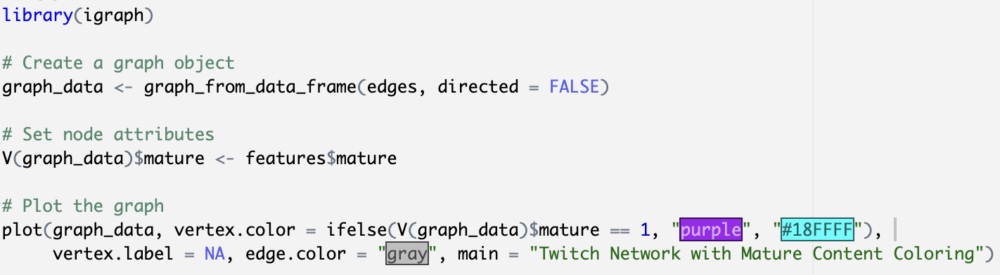 library(igraph)
# Create a graph object
graph_data <- graph_from_data_frame(edges, directed = FALSE)
# Set node attributes
V(graph_data)$mature <- features$mature
# Plot the graph
plot(graph_data, vertex.color = ifelse(V(graph_data)$mature == 1, "purple", "#18FFFF"),
     vertex.label = NA, edge.color = "gray", main = "Twitch Network with Mature Content Coloring")